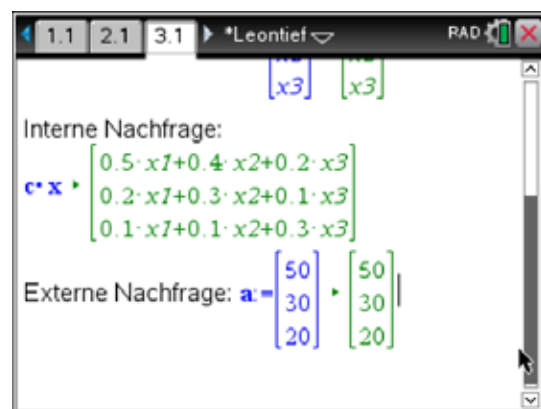 1.1 2.1 3.1 *Leontief RAD
[x3] [x3]
Interne Nachfrage:
c·x ▸ [0.5·x1+0.4·x2+0.2·x3
0.2·x1+0.3·x2+0.1·x3
0.1·x1+0.1·x2+0.3·x3]
Externe Nachfrage: a:=[50 30 20] ▸ [50 30 20]